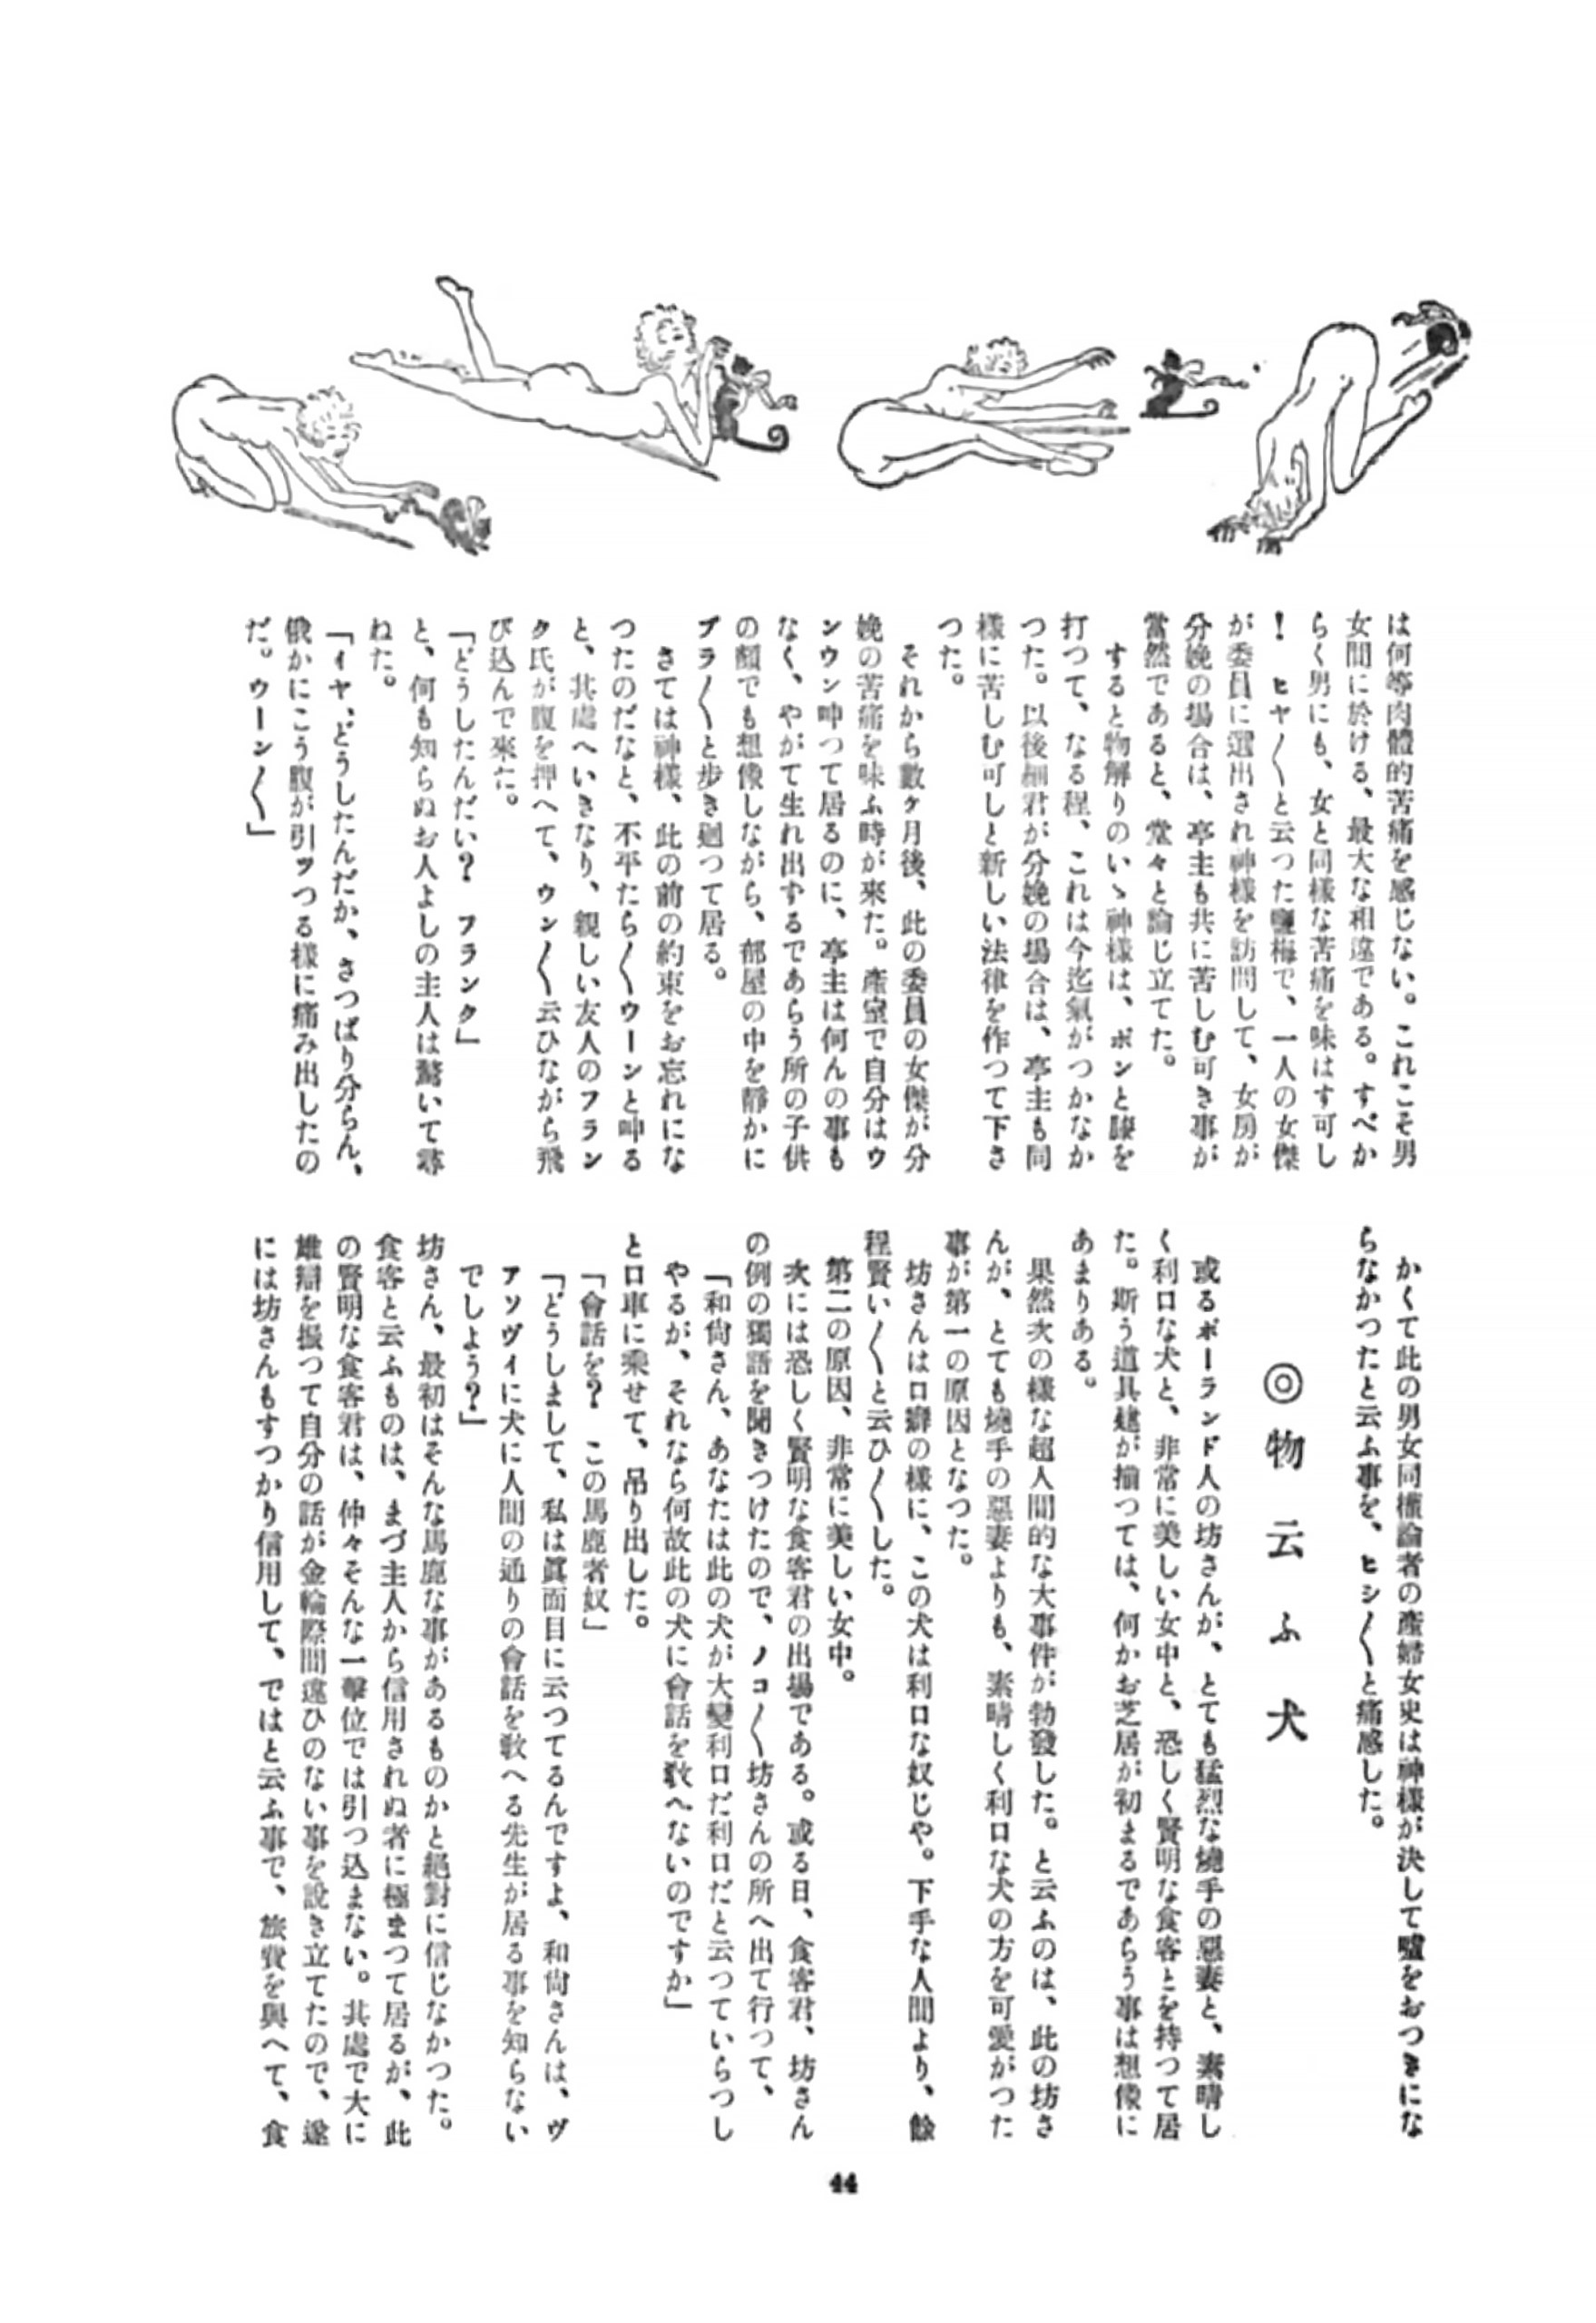 は何等肉體的苦痛を感じない。これこそ男
女間に於ける、最大な相違である。すべか
らく男にも、女と同樣な苦痛を味はす可し
！　ヒヤ〱と云つた鹽梅で、一人の女傑
が委員に選出され神樣を訪問して、女房が
分娩の場合は、亭主も共に苦しむ可き事が
當然であると、堂々と論じ立てた。
　すると物解りのいゝ神樣は、ポンと膝を
打つて、なる程、これは今迄氣がつかなか
つた。以後細君が分娩の場合は、亭主も同
樣に苦しむ可しと新しい法律を作つて下さ
つた。
　それから數ケ月後、此の委員の女傑が分
娩の苦痛を味ふ時が來た。產室で自分はウ
ンウン呻つて居るのに、亭主は何んの事も
なく、やがて生れ出ずるであらう所の子供
の顏でも想像しながら、部屋の中を靜かに
ブラ〱と步き廻つて居る。
　さては神樣、此の前の約束をお忘れにな
つたのだなと、不平たら〱ウーンと呻る
と、其處へいきなり、親しい友人のフラン
ク氏が腹を押へて、ウン〱云ひながら飛
び込んで來た。
「どうしたんだい？　フランク」
と、何も知らぬお人よしの主人は驚いて尋
ねた。
「イヤ、どうしたんだか、さつぱり分らん、
俄かにこう腹が引ッつる樣に痛み出したの
だ。ウーン〱」
　かくて此の男女同權論者の產婦女史は神樣が決して噓をおつきにな
らなかつたと云ふ事を、ヒシ〱と痛感した。
◎物云ふ犬
　或るポーランド人の坊さんが、とても猛烈な燒手の惡妻と、素晴し
く利口な犬と、非常に美しい女中と、恐しく賢明な食客とを持つて居
た。斯う道具建が揃つては、何かお芝居が初まるであらう事は想像に
あまりある。
　果然次の樣な超人間的な大事件が勃發した。と云ふのは、此の坊さ
んが、とても燒手の惡妻よりも、素晴しく利口な犬の方を可愛がつた
事が第一の原因となつた。
　坊さんは口癖の樣に、この犬は利口な奴じや。下手な人間より、餘
程賢い〱と云ひ〱した。
　第二の原因、非常に美しい女中。
　次には恐しく賢明な食客君の出場である。或る日、食客君、坊さん
の例の獨語を聞きつけたので、ノコ〱坊さんの所へ出て行つて、
「和尙さん、あなたは此の犬が大變利口だ利口だと云つていらつし
やるが、それなら何故此の犬に會話を敎へないのですか」
と口車に乘せて、吊り出した。
「會話を？　この馬鹿者奴」
「どうしまして、私は眞面目に云つてるんですよ、和尙さんは、ヴ
アソヴイに犬に人間の通りの會話を敎へる先生が居る事を知らない
でしよう？」
坊さん、最初はそんな馬鹿な事があるものかと絕對に信じなかつた。
食客と云ふものは、まづ主人から信用されぬ者に極まつて居るが、此
の賢明な食客君は、仲々そんな一擊位では引つ込まない。其處で大に
雄辯を振つて自分の話が金輪際間違ひのない事を說き立てたので、遂
には坊さんもすつかり信用して、ではと云ふ事で、旅費を與へて、食
44